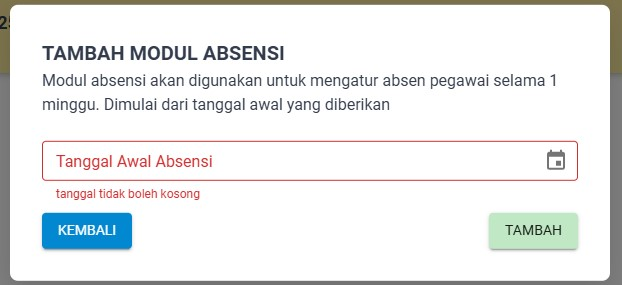 25
TAMBAH MODUL ABSENSI
Modul absensi akan digunakan untuk mengatur absen pegawai selama 1
minggu. Dimulai dari tanggal awal yang diberikan
Tanggal Awal Absensi
tanggal tidak boleh kosong
KEMBALI
TAMBAH